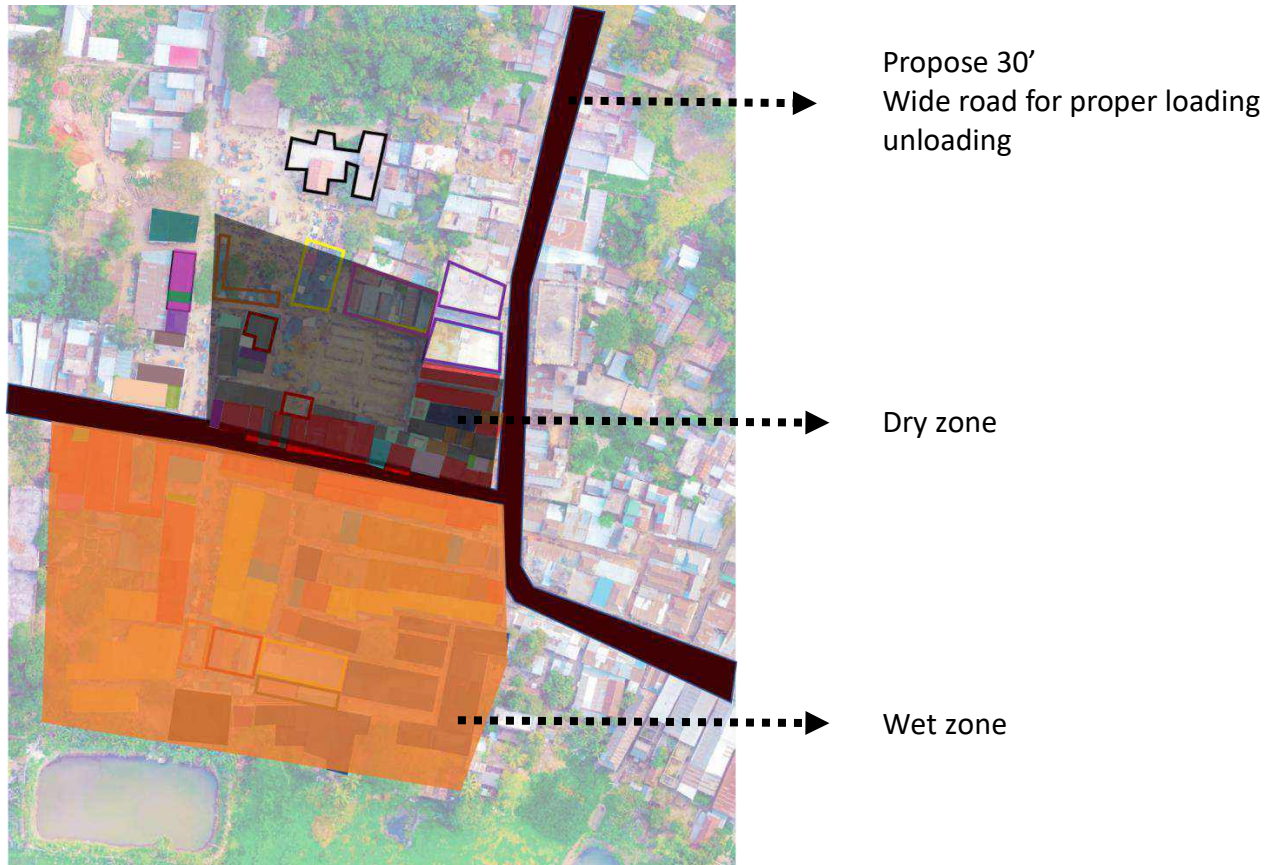 Propose 30’
Wide road for proper loading
unloading
Dry zone
Wet zone